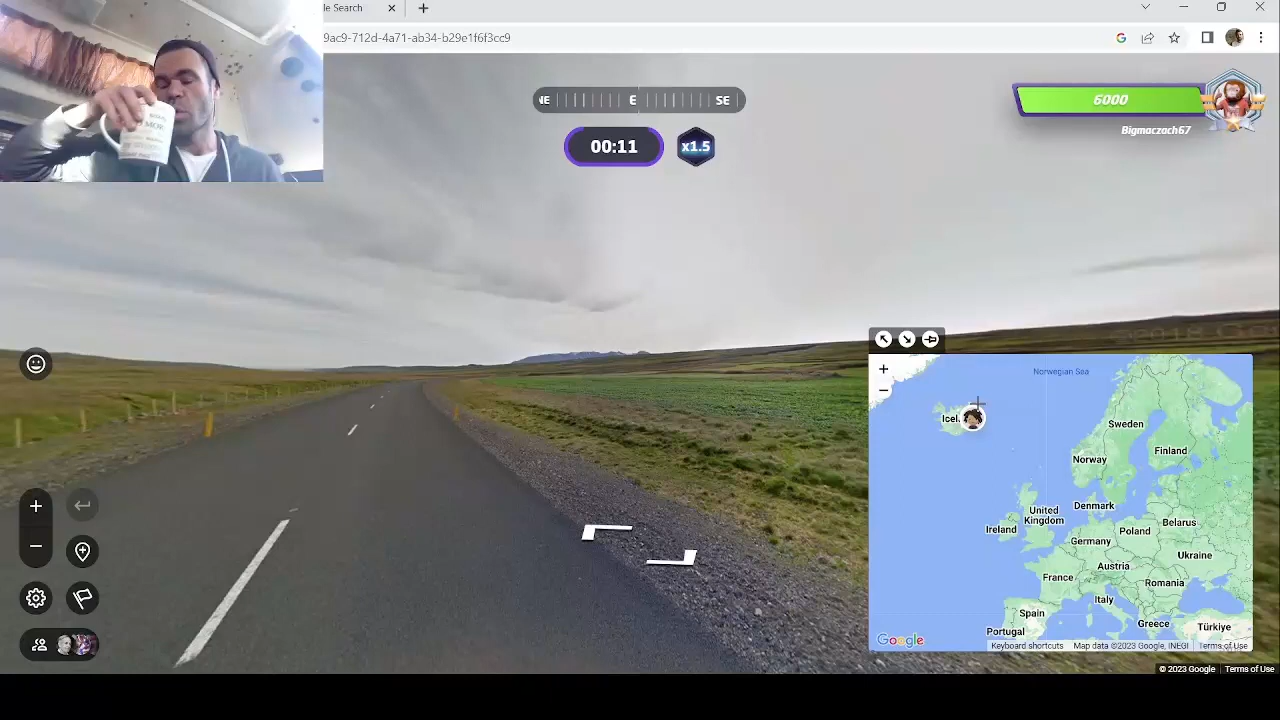 le Search
9ac9-712d-4a71-ab34-b29e1f6f3cc9
NE E SE
6000
Bigmaczach67
00:11
x1.5
Norwegian Sea
Icel
Sweden
Finland
Norway
Denmark
United
Kingdom
Ireland
Belarus
Poland
Germany
Ukraine
Austria
France
Romania
Italy
Spain
Greece
Türkiye
Portugal
Google
Keyboard shortcuts Map data ©2023 Google, INEGI Terms of Use
© 2023 Google Terms of Use